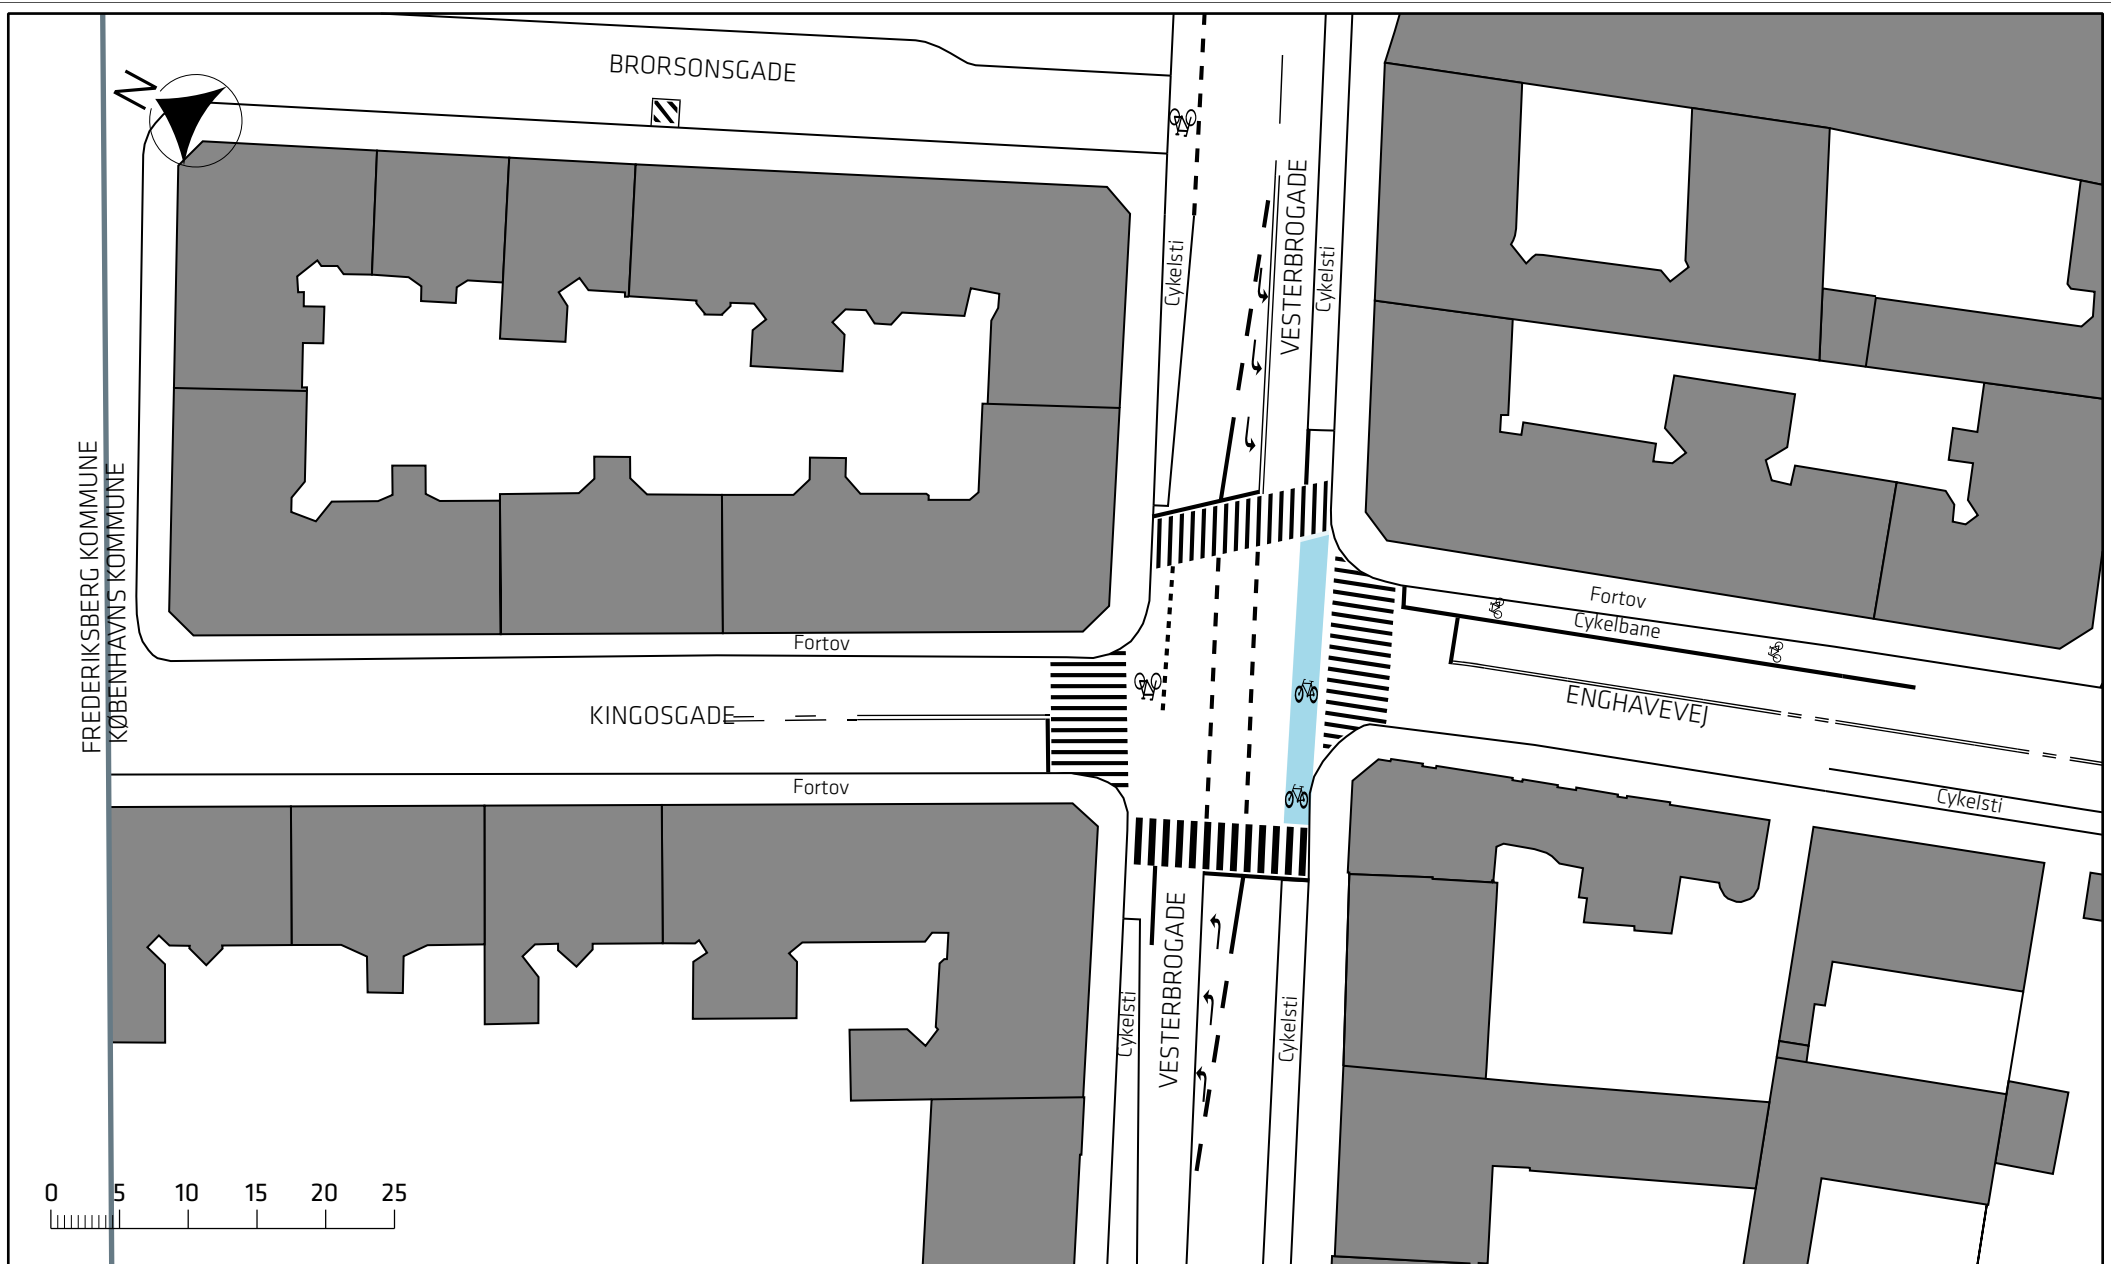 BRORSONSGADE
N
VESTERBROGADE
Cykelsti
Cykelsti
FREDERIKSBERG KOMMUNE
KØBENHAVNS KOMMUNE
Fortov
Cykelbane
Fortov
KINGOSGADE
ENGHAVEVEJ
Fortov
Cykelsti
VESTERBROGADE
Cykelsti
Cykelsti
0 5 10 15 20 25